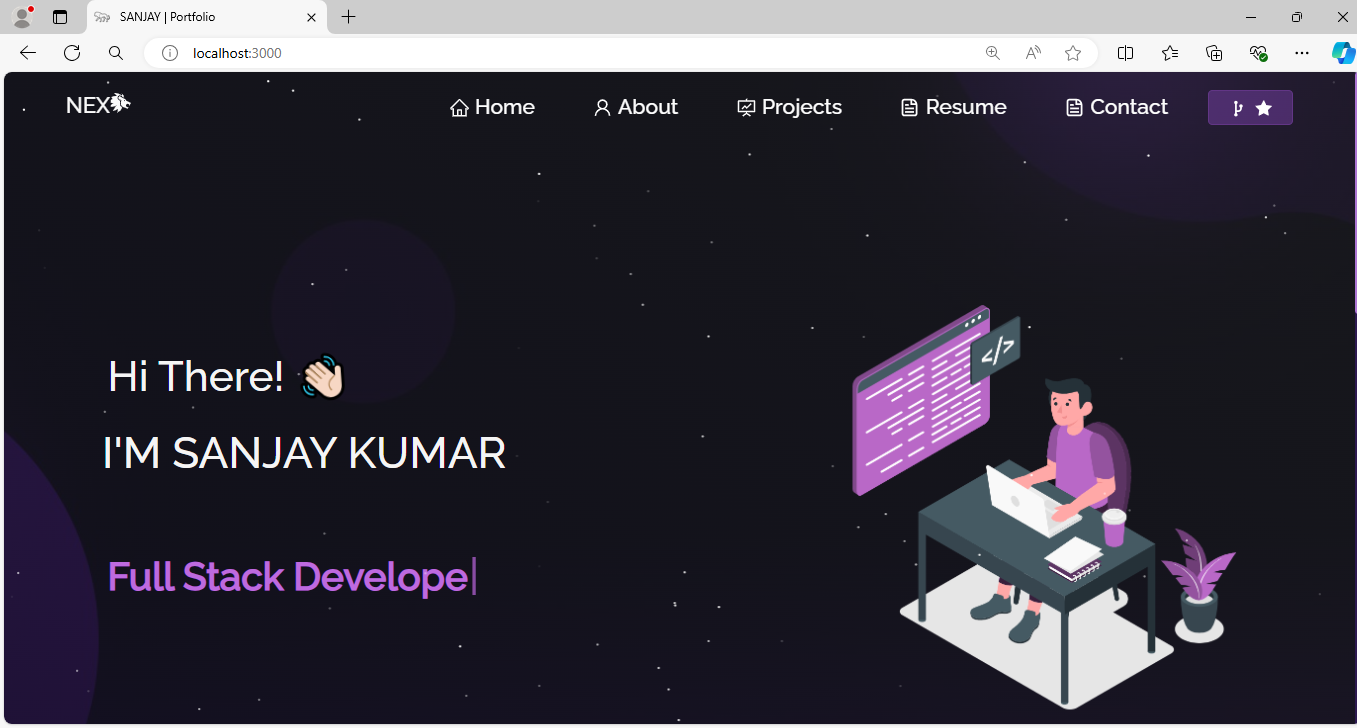 SANJAY | Portfolio
localhost:3000
NEX
Home
About
Projects
Resume
Contact
</>
Hi There! 👋🏻
I'M SANJAY KUMAR
Full Stack Develope|